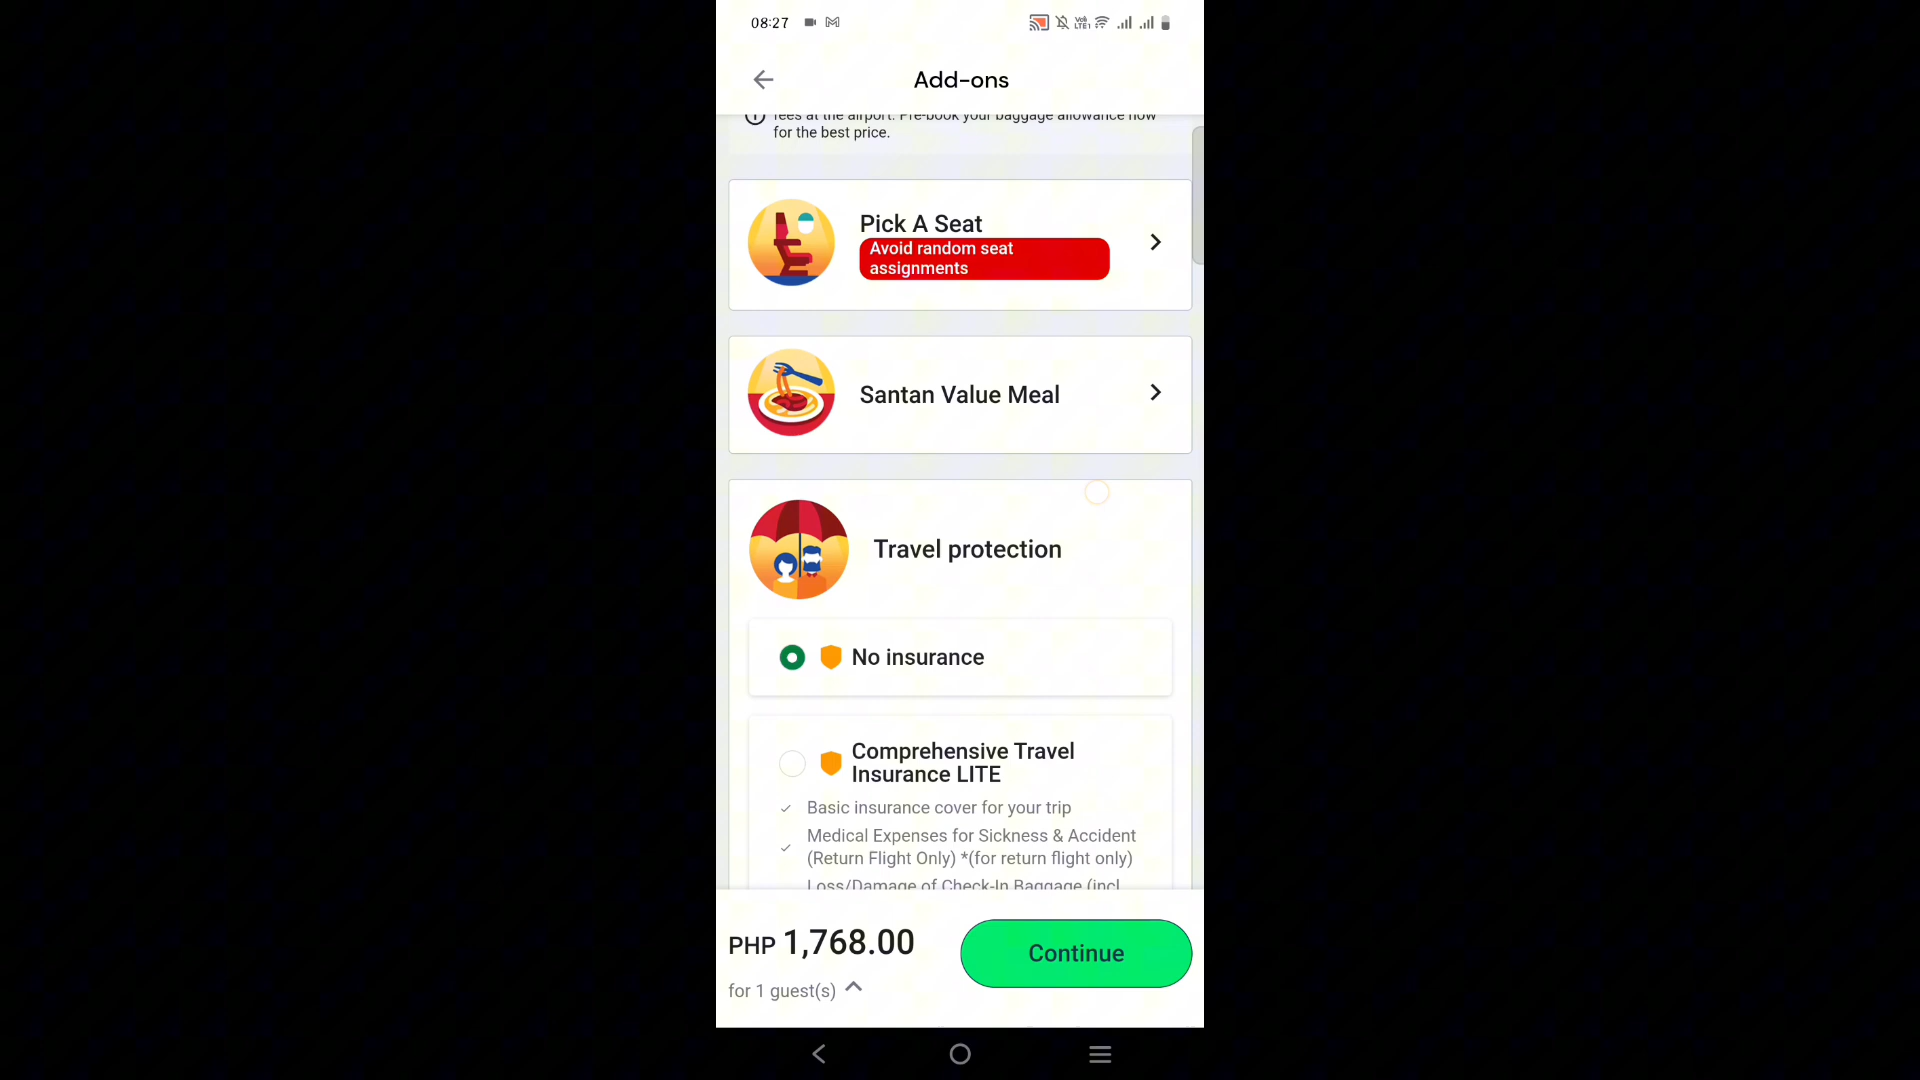 08:27
Add-ons
fees at the airport. Pre-book your baggage allowance now
for the best price.
Pick A Seat
Avoid random seat
assignments
Santan Value Meal
Travel protection
No insurance
Comprehensive Travel
Insurance LITE
Basic insurance cover for your trip
Medical Expenses for Sickness & Accident
(Return Flight Only) *(for return flight only)
Loss/Damage of Check-In Baggage (incl
PHP 1,768.00
Continue
for 1 guest(s)